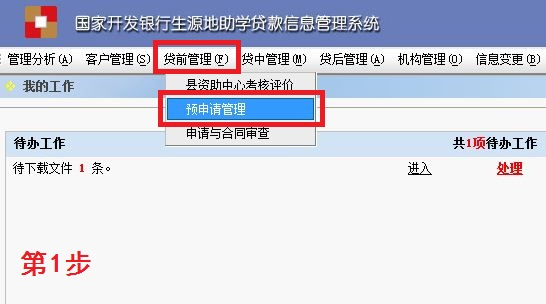 国家开发银行生源地助学贷款信息管理系统
管理分析(A) 客户管理(S) 贷前管理(F) 贷中管理(M) 贷后管理(A) 机构管理(O) 信息变更(B)
我的工作
县资助中心考核评价
预申请管理
申请与合同审查
待办工作 共1项待办工作
待下载文件 1 条。 进入 处理
第1步